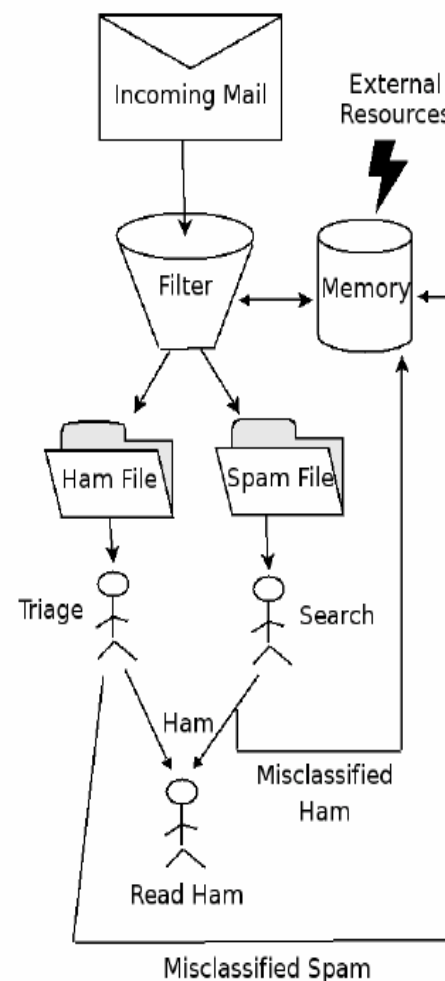 Incoming Mail
External
Resources
Filter
Memory
Ham File
Spam File
Triage
Search
Ham
Misclassified
Ham
Read Ham
Misclassified Spam